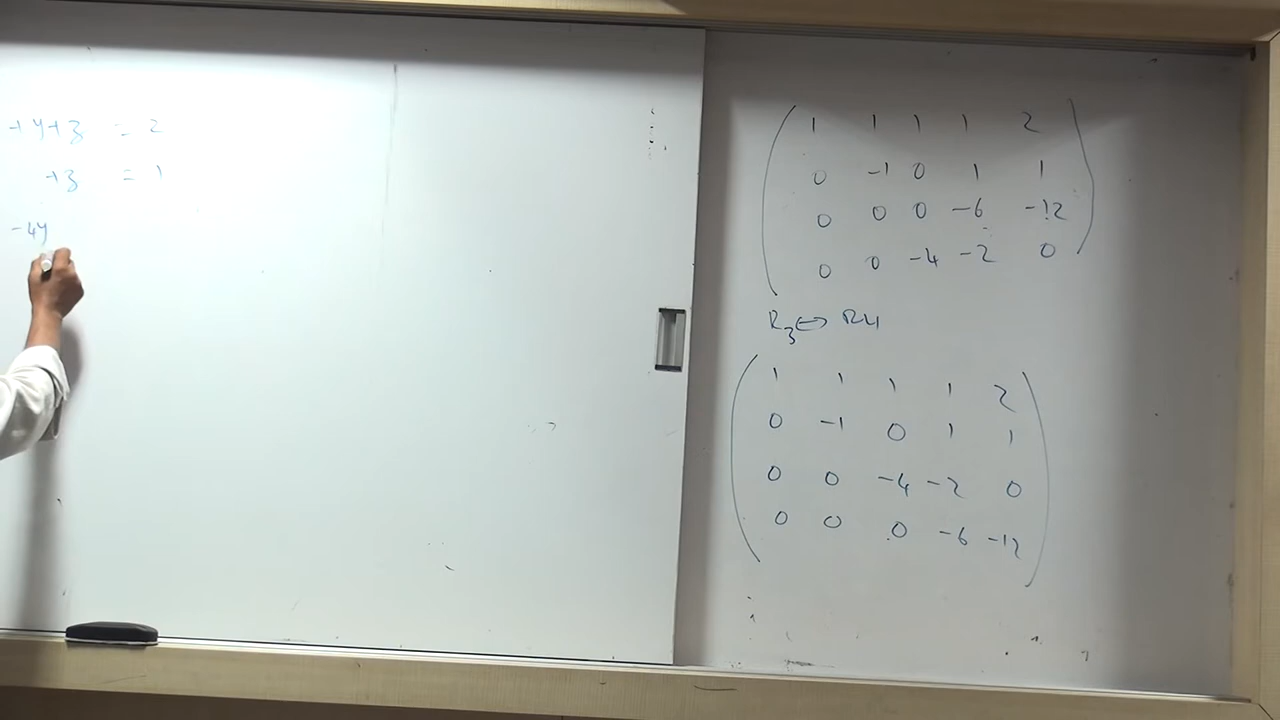 +y+z = 2
+z = 1
-4y
1 1 1 1 2
0 -1 0 1 1
0 0 0 -6 -12
0 0 -4 -2 0
R3 ⇔ R4
1 1 1 1 2
0 -1 0 1 1
0 0 -4 -2 0
0 0 0 -6 -12